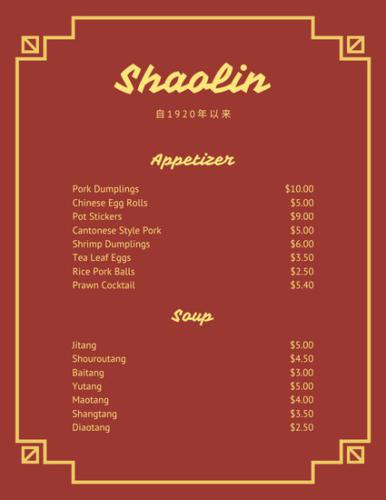 Shaolin
自1920年以来
Appetizer
Pork Dumplings $10.00
Chinese Egg Rolls $5.00
Pot Stickers $9.00
Cantonese Style Pork $5.00
Shrimp Dumplings $6.00
Tea Leaf Eggs $3.50
Rice Pork Balls $2.50
Prawn Cocktail $5.40
Soup
Jitang $5.00
Shouroutang $4.50
Baitang $3.00
Yutang $5.00
Maotang $4.00
Shangtang $3.50
Diaotang $2.50